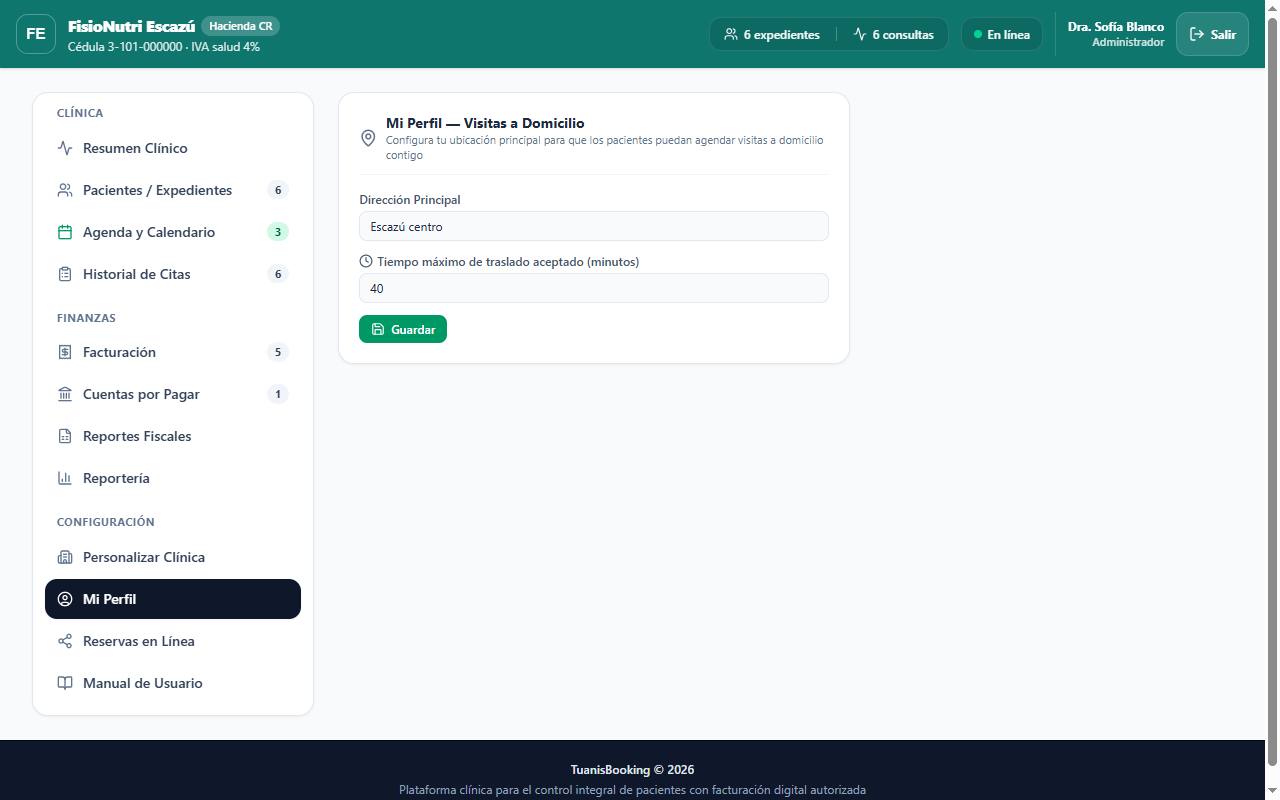 FE
FisioNutri Escazú
Hacienda CR
Cédula 3-101-000000 · IVA salud 4%
6 expedientes
6 consultas
En línea
Dra. Sofía Blanco
Administrador
Salir
CLÍNICA
Resumen Clínico
Pacientes / Expedientes 6
Agenda y Calendario 3
Historial de Citas 6
FINANZAS
Facturación 5
Cuentas por Pagar 1
Reportes Fiscales
Reportería
CONFIGURACIÓN
Personalizar Clínica
Mi Perfil
Reservas en Línea
Manual de Usuario
Mi Perfil — Visitas a Domicilio
Configura tu ubicación principal para que los pacientes puedan agendar visitas a domicilio
contigo
Dirección Principal
Escazú centro
Tiempo máximo de traslado aceptado (minutos)
40
Guardar
TuanisBooking © 2026
Plataforma clínica para el control integral de pacientes con facturación digital autorizada